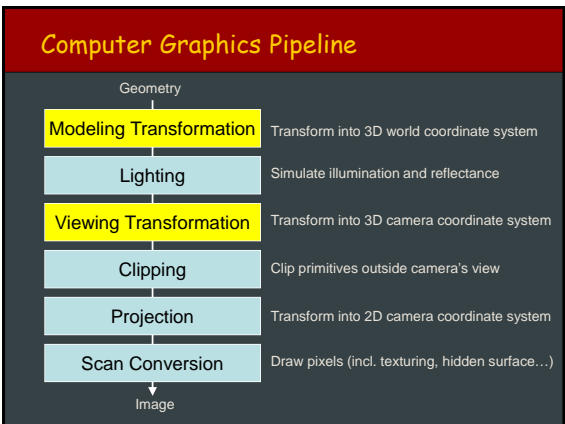 Computer Graphics Pipeline
Geometry
Modeling Transformation Transform into 3D world coordinate system
Lighting Simulate illumination and reflectance
Viewing Transformation Transform into 3D camera coordinate system
Clipping Clip primitives outside camera's view
Projection Transform into 2D camera coordinate system
Scan Conversion Draw pixels (incl. texturing, hidden surface…)
Image